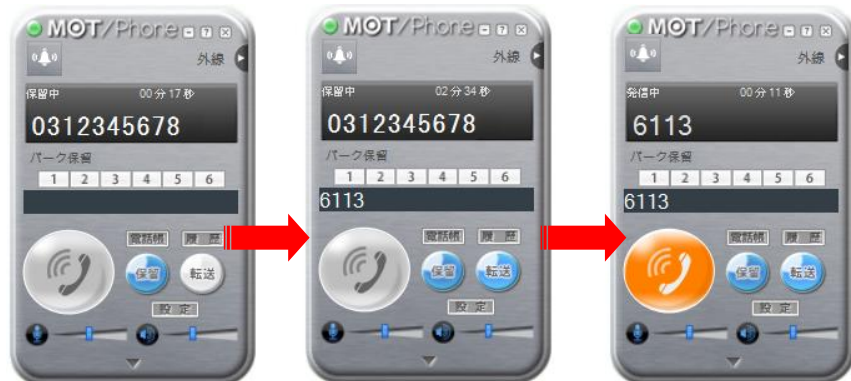 MOT/Phone
外線
保留中 00分17秒
0312345678
パーク保留
1 2 3 4 5 6
電話帳 履歴
保留 転送
設定
MOT/Phone
外線
保留中 02分34秒
0312345678
パーク保留
1 2 3 4 5 6
6113
電話帳 履歴
保留 転送
設定
MOT/Phone
外線
発信中 00分11秒
6113
パーク保留
1 2 3 4 5 6
6113
電話帳 履歴
保留 転送
設定